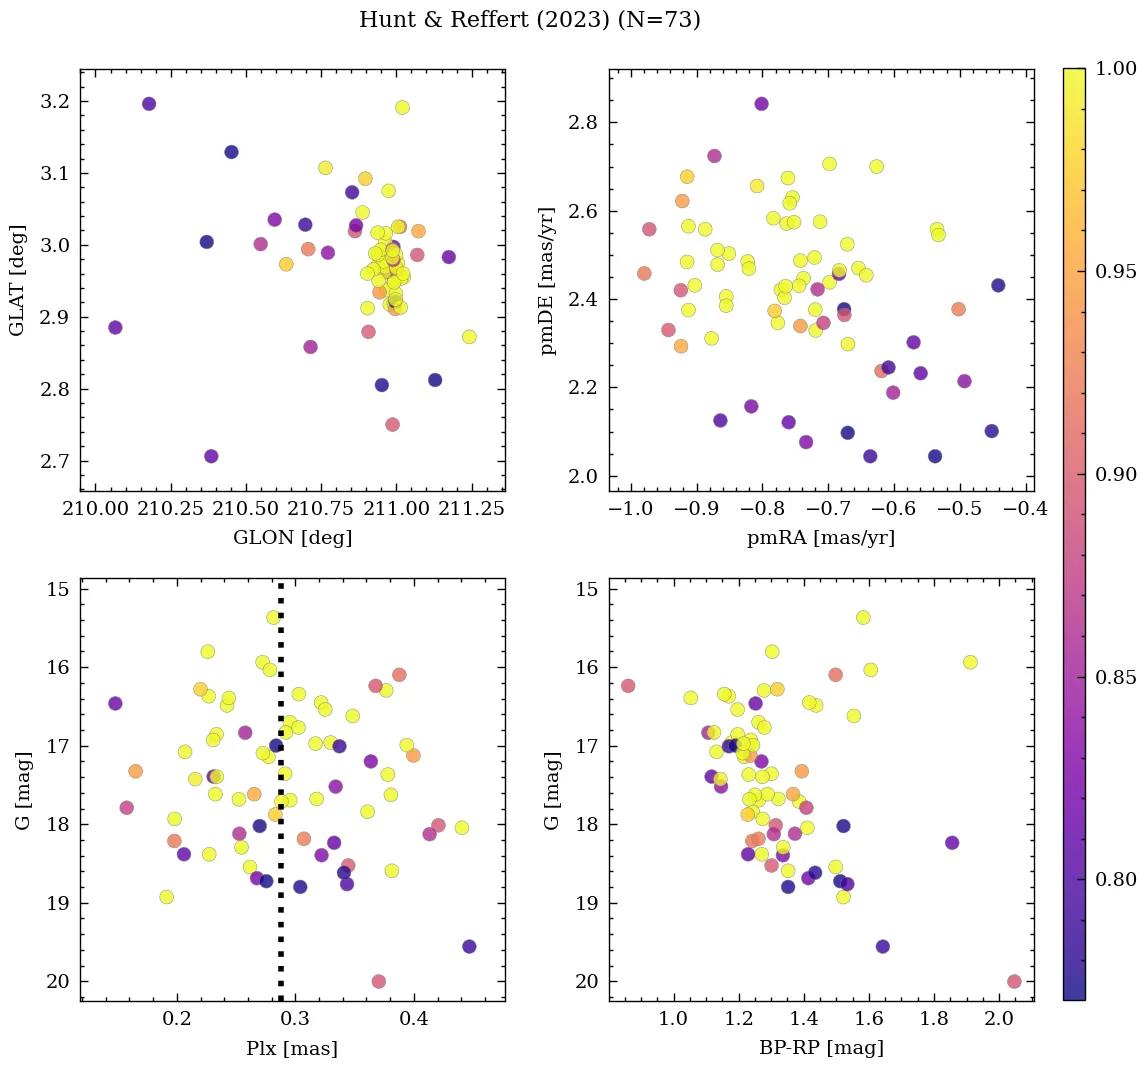 Hunt & Reffert (2023) (N=73)
3.2
3.1
3.0
2.9
2.8
2.7
GLAT [deg]
210.00 210.25 210.50 210.75 211.00 211.25
GLON [deg]
2.8
2.6
2.4
2.2
2.0
pmDE [mas/yr]
−1.0 −0.9 −0.8 −0.7 −0.6 −0.5 −0.4
pmRA [mas/yr]
15
16
17
18
19
20
G [mag]
0.2 0.3 0.4
Plx [mas]
15
16
17
18
19
20
G [mag]
1.0 1.2 1.4 1.6 1.8 2.0
BP-RP [mag]
1.00
0.95
0.90
0.85
0.80